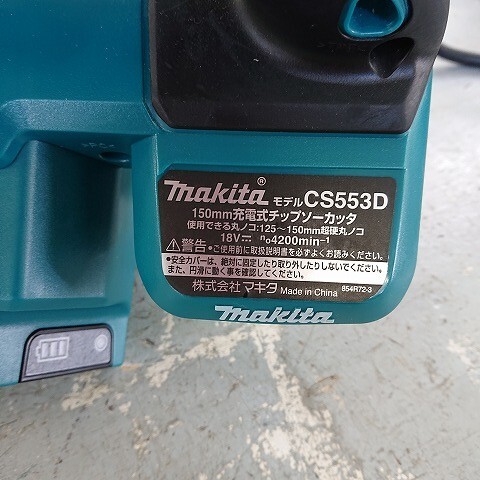 makita® モデル CS553D
150mm充電式チップソーカッタ
使用できる丸ノコ:125～150mm超硬丸ノコ
18V⎓ n₀4200min⁻¹
⚠警告 ●ご使用前に取扱説明書を必ずよくお読みください。
●安全カバーは、絶対に固定したり取り外したりしないでください。
また、円滑に動く事を確認してください。
株式会社 マキタ Made in China 854R72-3
makita